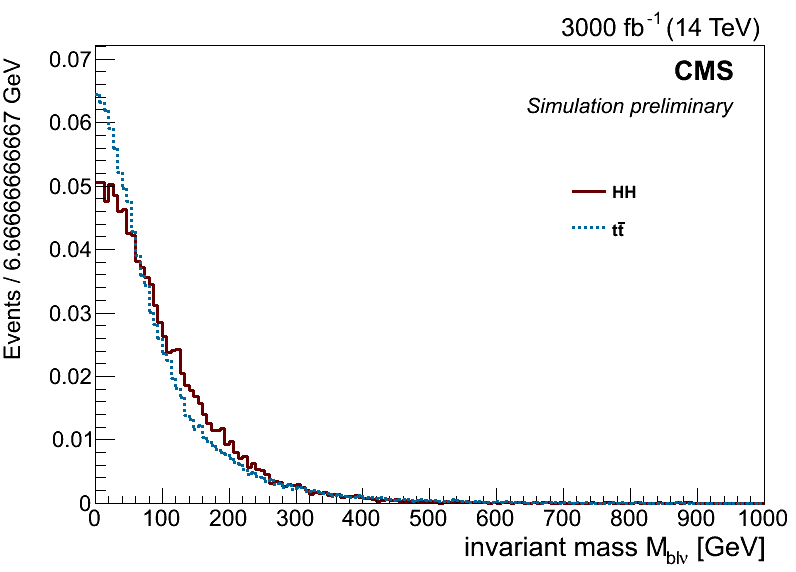 3000 fb⁻¹ (14 TeV)
CMS
Simulation preliminary
HH
tt̄
Events / 6.66666666667 GeV
0.07
0.06
0.05
0.04
0.03
0.02
0.01
0
0 100 200 300 400 500 600 700 800 900 1000
invariant mass M_blν [GeV]